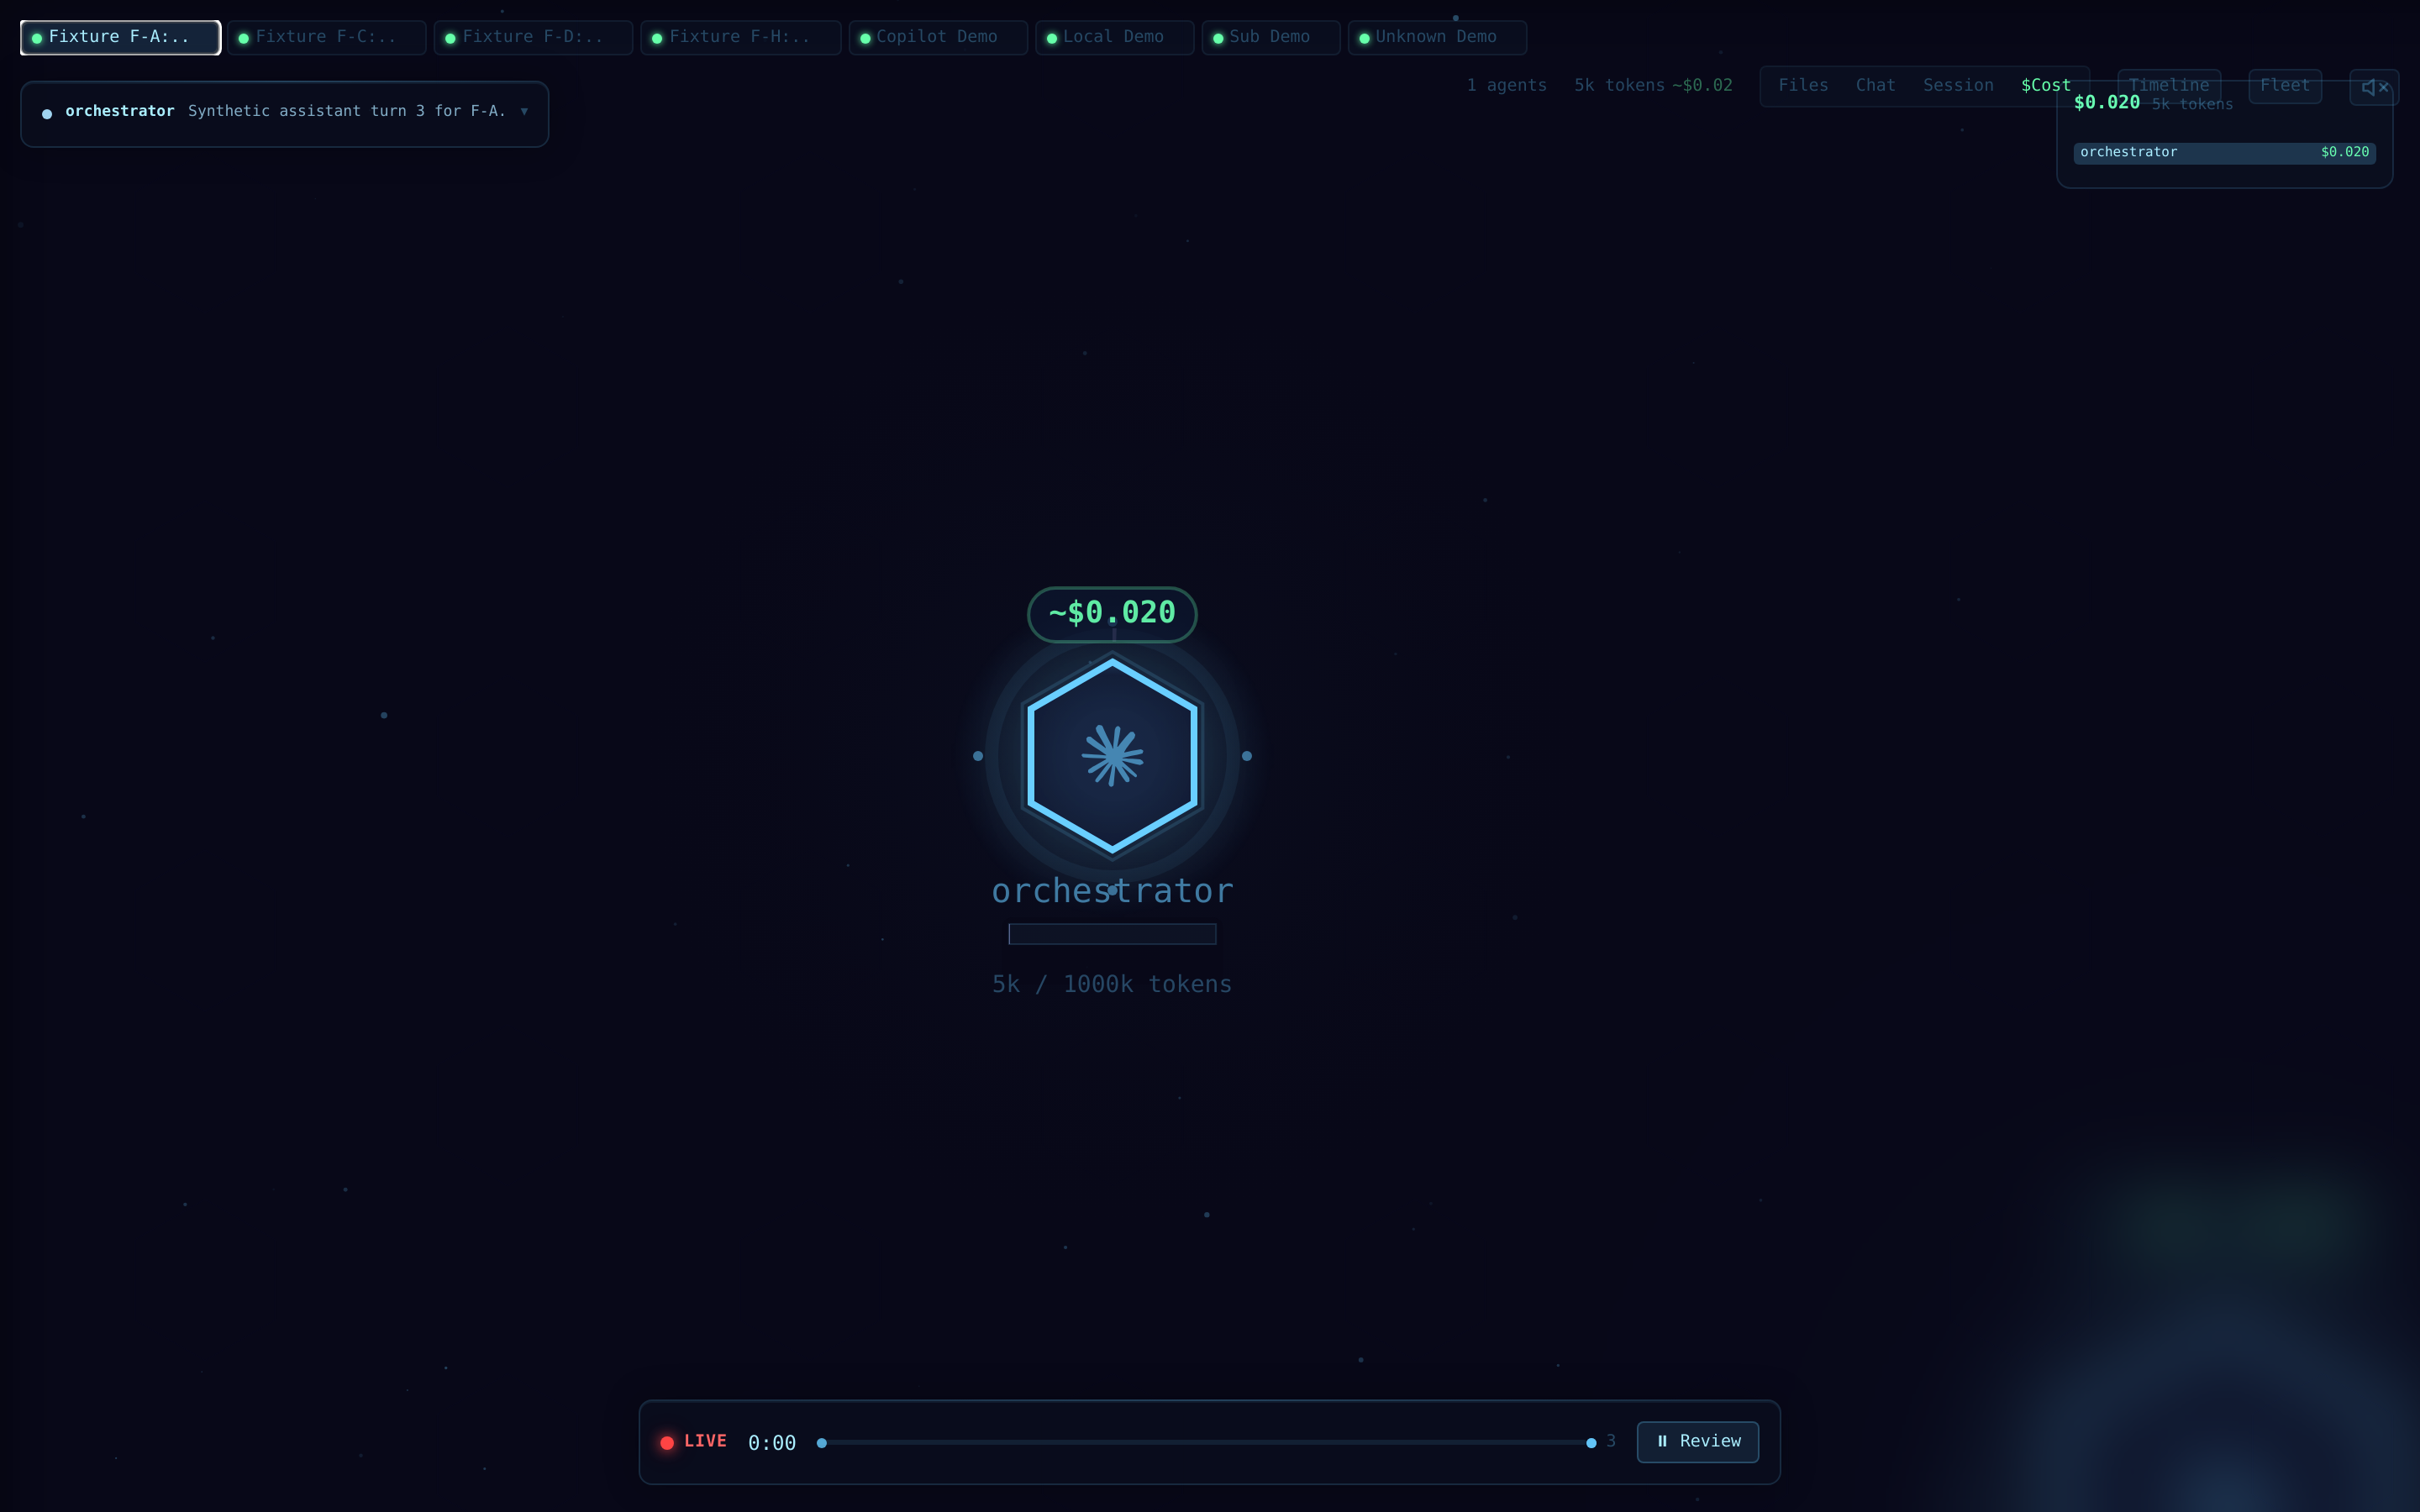 Fixture F-A:.. Fixture F-C:.. Fixture F-D:.. Fixture F-H:.. Copilot Demo Local Demo Sub Demo Unknown Demo
1 agents 5k tokens ~$0.02 Files Chat Session $Cost Timeline Fleet
orchestrator Synthetic assistant turn 3 for F-A. ▼
$0.020 5k tokens
orchestrator $0.020
~$0.020
orchestrator
5k / 1000k tokens
LIVE 0:00 3 Review